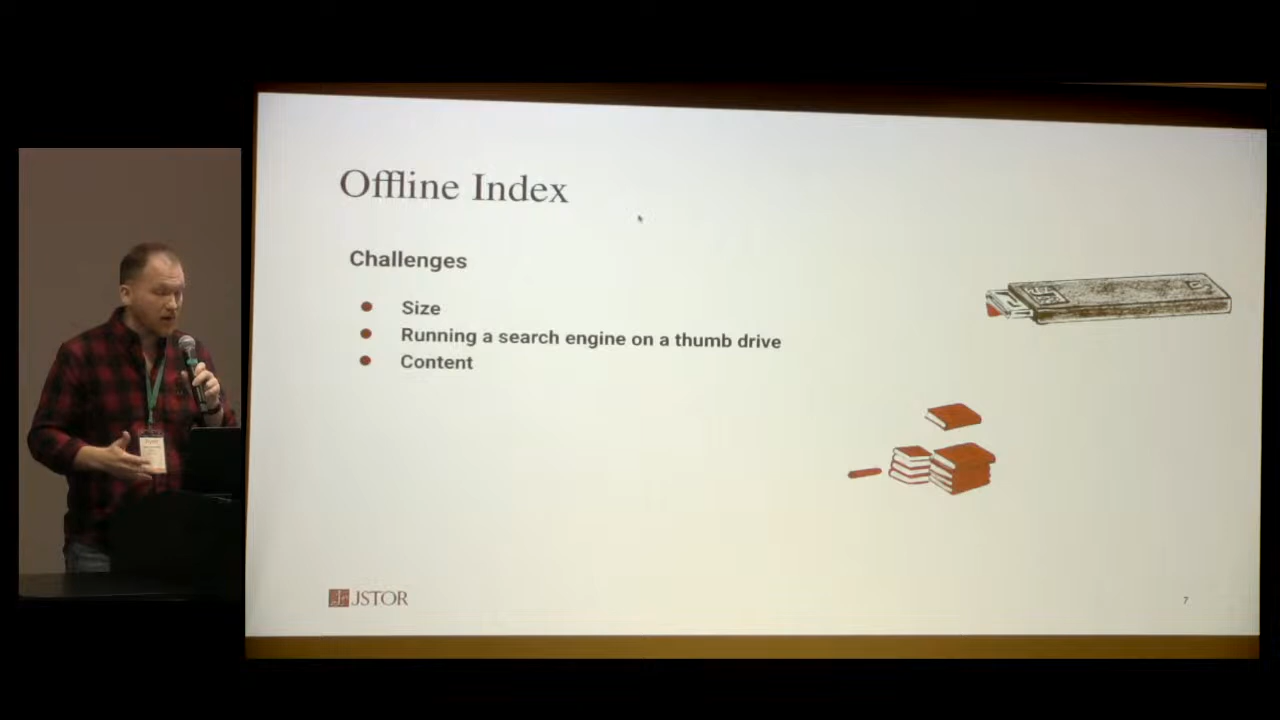 Offline Index
Challenges
Size
Running a search engine on a thumb drive
Content
JSTOR
7